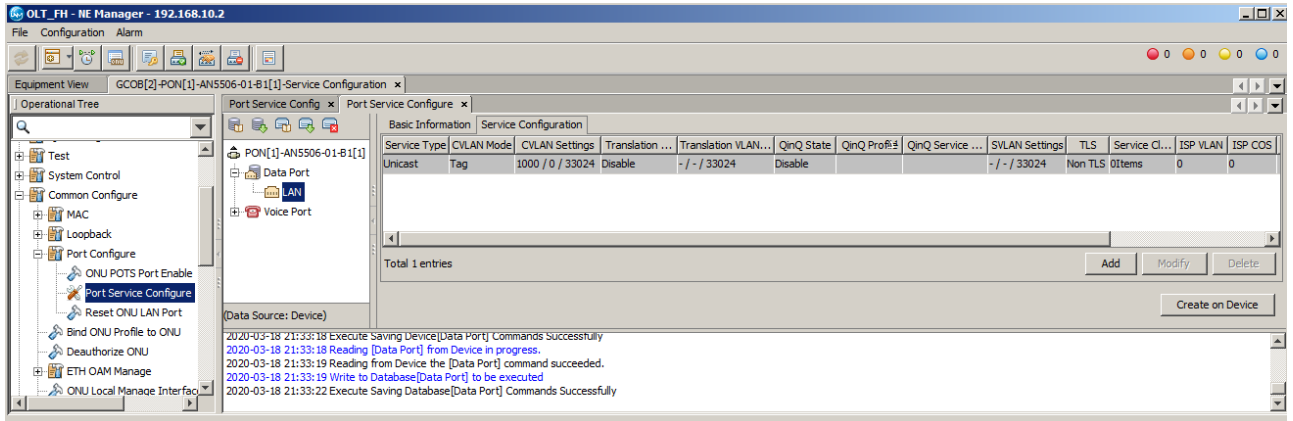 OLT_FH - NE Manager - 192.168.10.2
File Configuration Alarm
0 0 0 0
Equipment View GCOB[2]-PON[1]-AN5506-01-B1[1]-Service Configuration
Operational Tree
Port Service Config Port Service Configure
Test
System Control
Common Configure
MAC
Loopback
Port Configure
ONU POTS Port Enable
Port Service Configure
Reset ONU LAN Port
Bind ONU Profile to ONU
Deauthorize ONU
ETH OAM Manage
ONU Local Manage Interfac
PON[1]-AN5506-01-B1[1]
Data Port
LAN
Voice Port
(Data Source: Device)
Basic Information Service Configuration
Service Type CVLAN Mode CVLAN Settings Translation ... Translation VLAN... QinQ State QinQ Profile QinQ Service ... SVLAN Settings TLS Service Cl... ISP VLAN ISP COS
Unicast Tag 1000 / 0 / 33024 Disable - / - / 33024 Disable - / - / 33024 Non TLS 0Items 0 0
Total 1 entries
Add Modify Delete
Create on Device
2020-03-18 21:33:18 Execute Saving Device[Data Port] Commands Successfully
2020-03-18 21:33:18 Reading [Data Port] from Device in progress.
2020-03-18 21:33:19 Reading from Device the [Data Port] command succeeded.
2020-03-18 21:33:19 Write to Database[Data Port] to be executed
2020-03-18 21:33:22 Execute Saving Database[Data Port] Commands Successfully